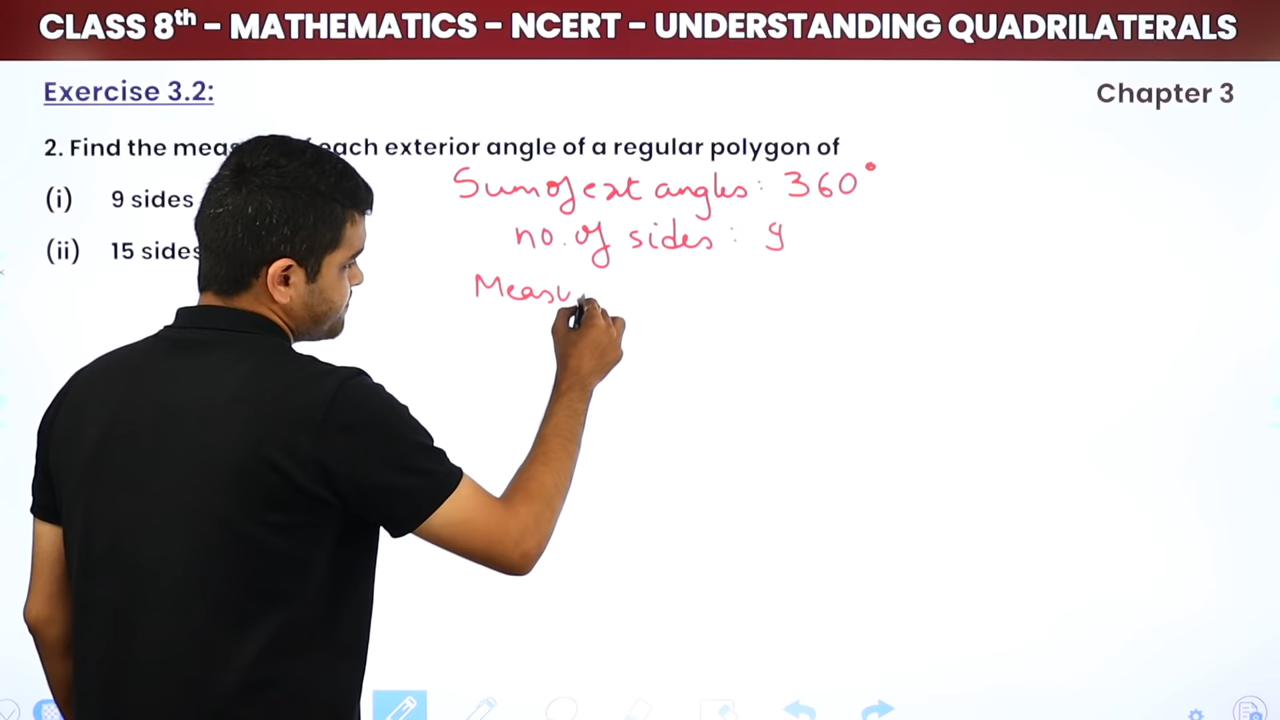 CLASS 8th - MATHEMATICS - NCERT - UNDERSTANDING QUADRILATERALS
Exercise 3.2:
Chapter 3
2. Find the mea each exterior angle of a regular polygon of
Sum of ext angles: 360°
(i) 9 sides
no. of sides : 9
(ii) 15 sides
Measu